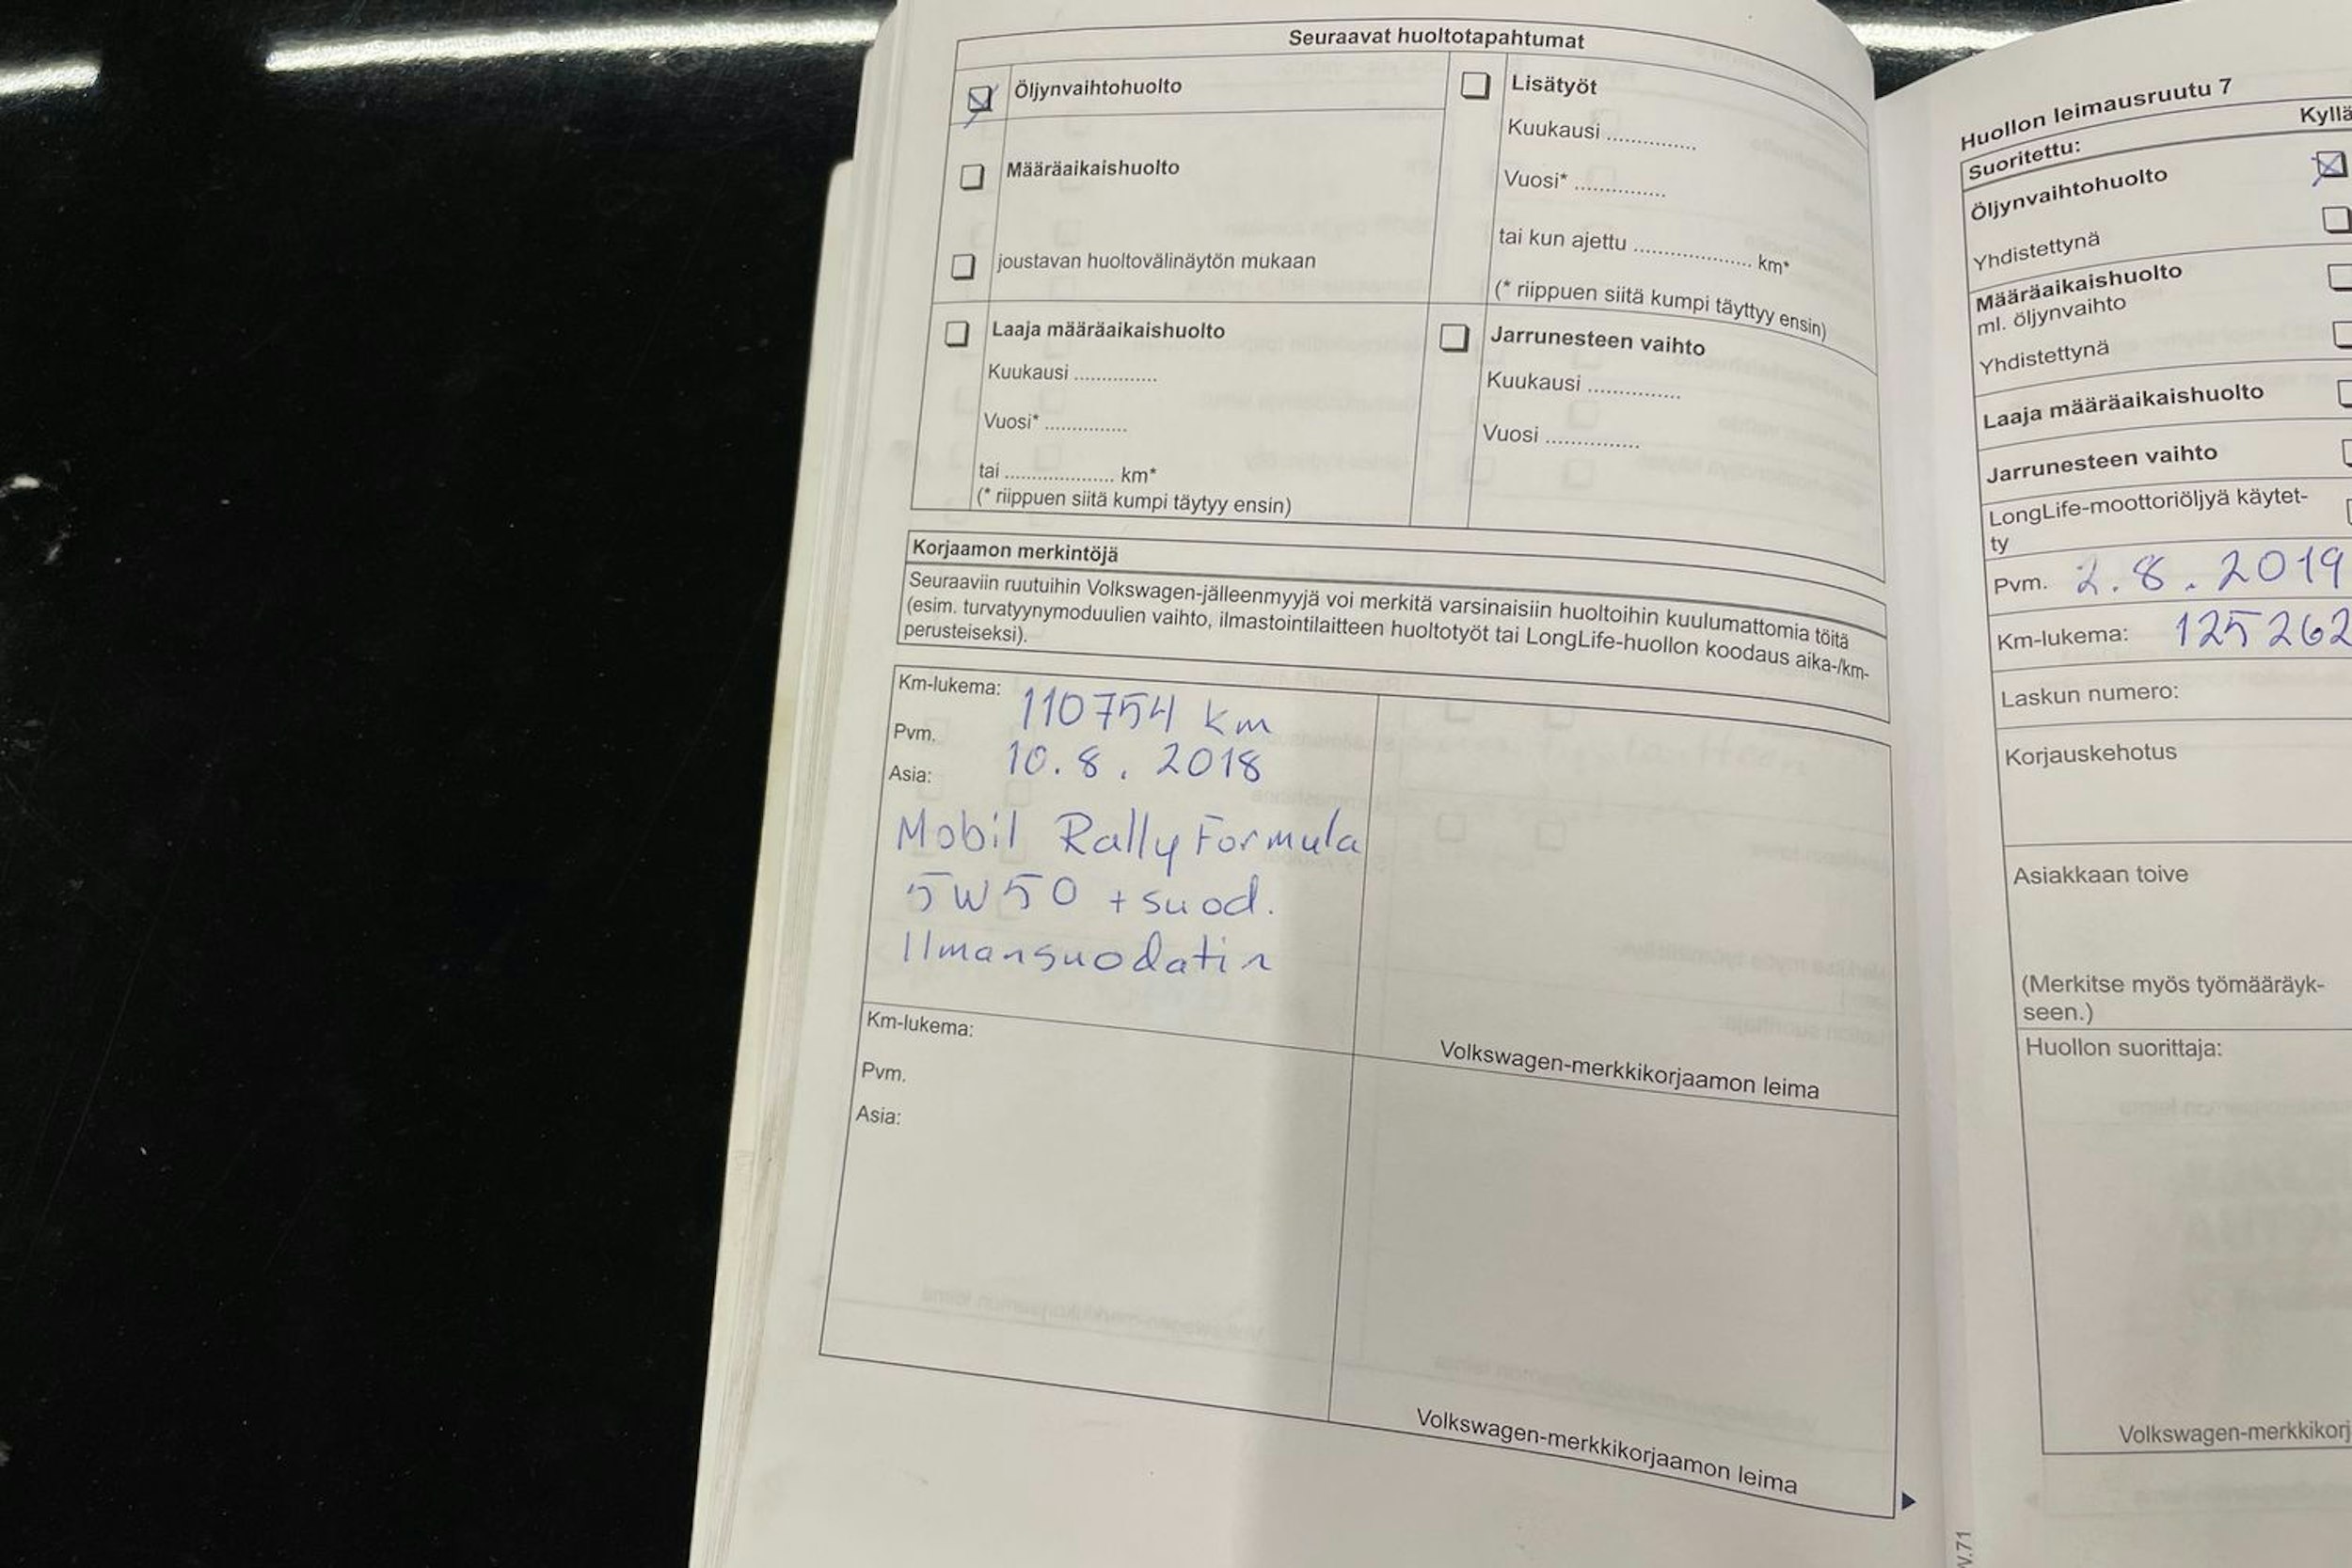 Seuraavat huoltotapahtumat
Öljynvaihtohuolto
Määräaikaishuolto
joustavan huoltovälinäytön mukaan
Lisätyöt
Kuukausi ...............
Vuosi* ...............
tai kun ajettu .................... km*
(* riippuen siitä kumpi täyttyy ensin)
Laaja määräaikaishuolto
Kuukausi ..............
Vuosi* ..............
tai .................... km*
(* riippuen siitä kumpi täytyy ensin)
Jarrunesteen vaihto
Kuukausi ...............
Vuosi ...............
Korjaamon merkintöjä
Seuraaviin ruutuihin Volkswagen-jälleenmyyjä voi merkitä varsinaisiin huoltoihin kuulumattomia töitä
(esim. turvatyynymoduulien vaihto, ilmastointilaitteen huoltotyöt tai LongLife-huollon koodaus aika-/km-
perusteiseksi).
Km-lukema: 110754 km
Pvm. 10.8.2018
Asia:
Mobil Rally Formula
5W50 + suod.
Ilmansuodatin
Volkswagen-merkkikorjaamon leima
Km-lukema:
Pvm.
Asia:
Volkswagen-merkkikorjaamon leima
Huollon leimausruutu 7
Suoritettu: Kyllä
Öljynvaihtohuolto
Yhdistettynä
Määräaikaishuolto
ml. öljynvaihto
Yhdistettynä
Laaja määräaikaishuolto
Jarrunesteen vaihto
LongLife-moottoriöljyä käytet-
ty
Pvm. 2.8.2019
Km-lukema: 125262
Laskun numero:
Korjauskehotus
Asiakkaan toive
(Merkitse myös työmääräyk-
seen.)
Huollon suorittaja:
Volkswagen-merkkikorj